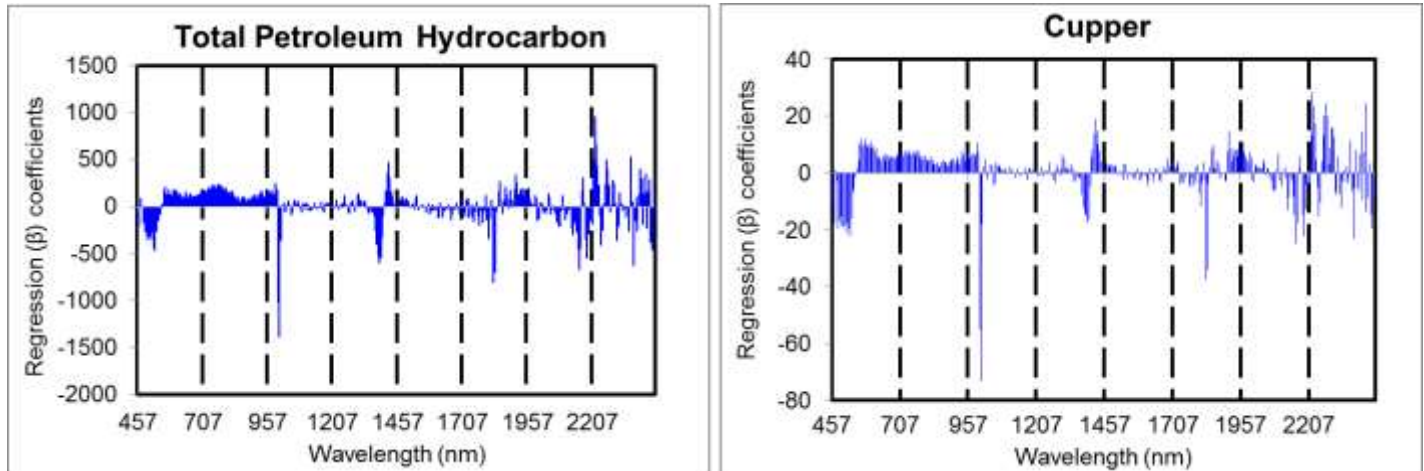 Total Petroleum Hydrocarbon
Regression (β) coefficients
1500
1000
500
0
-500
-1000
-1500
-2000
457 707 957 1207 1457 1707 1957 2207
Wavelength (nm)
Cupper
Regression (β) coefficients
40
20
0
-20
-40
-60
-80
457 707 957 1207 1457 1707 1957 2207
Wavelength (nm)